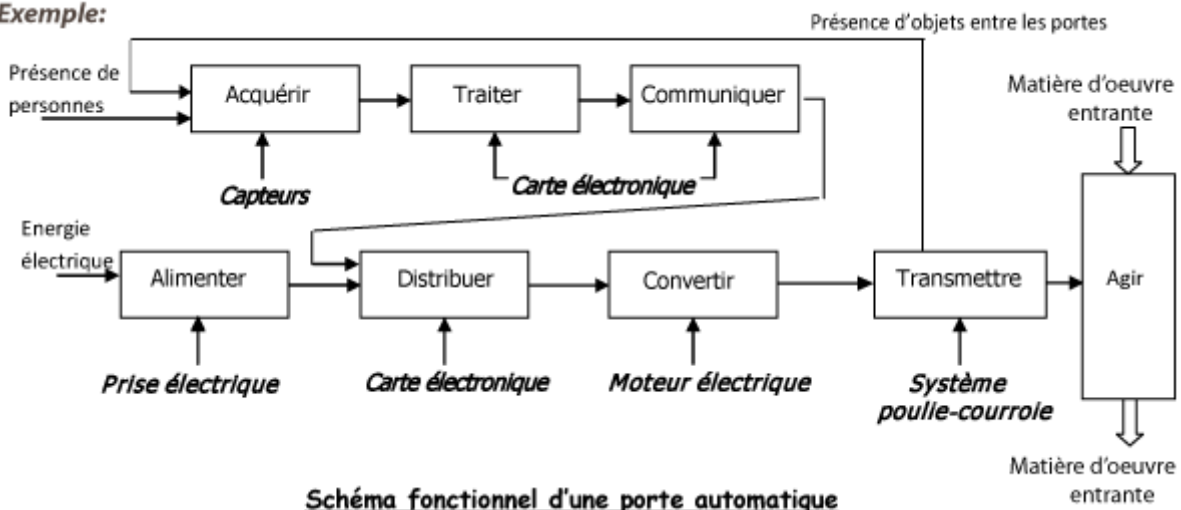 Exemple:
Présence d'objets entre les portes
Présence de
personnes
Acquérir
Traiter
Communiquer
Matière d'oeuvre
entrante
Capteurs
Carte électronique
Energie
électrique
Alimenter
Distribuer
Convertir
Transmettre
Agir
Prise électrique
Carte électronique
Moteur électrique
Système
poulie-courroie
Matière d'oeuvre
entrante
Schéma fonctionnel d'une porte automatique